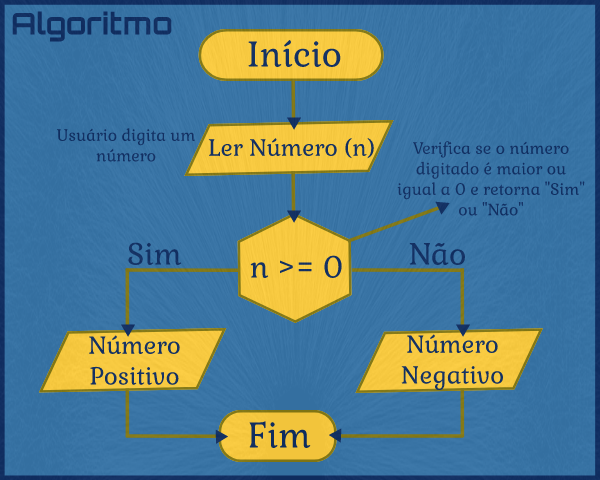 Algoritmo
Início
Usuário digita um
número
Ler Número (n)
Verifica se o número
digitado é maior ou
igual a 0 e retorna "Sim"
ou "Não"
Sim
n >= 0
Não
Número
Positivo
Número
Negativo
Fim